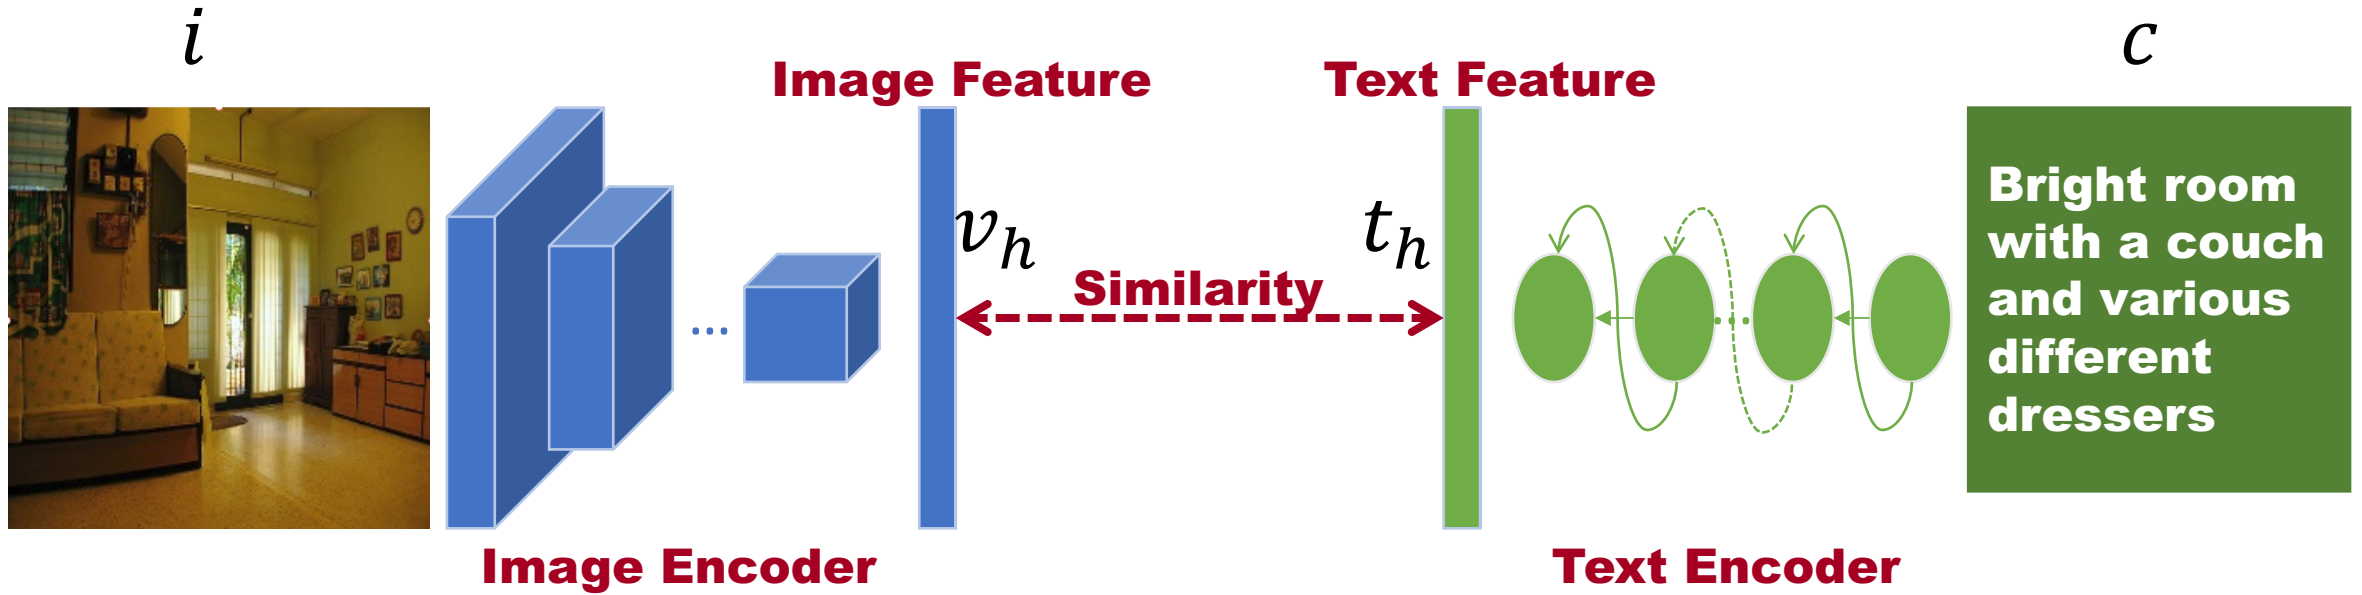 i
c
Image Feature
Text Feature
v_h
t_h
Similarity
...
Bright room
with a couch
and various
different
dressers
Image Encoder
Text Encoder